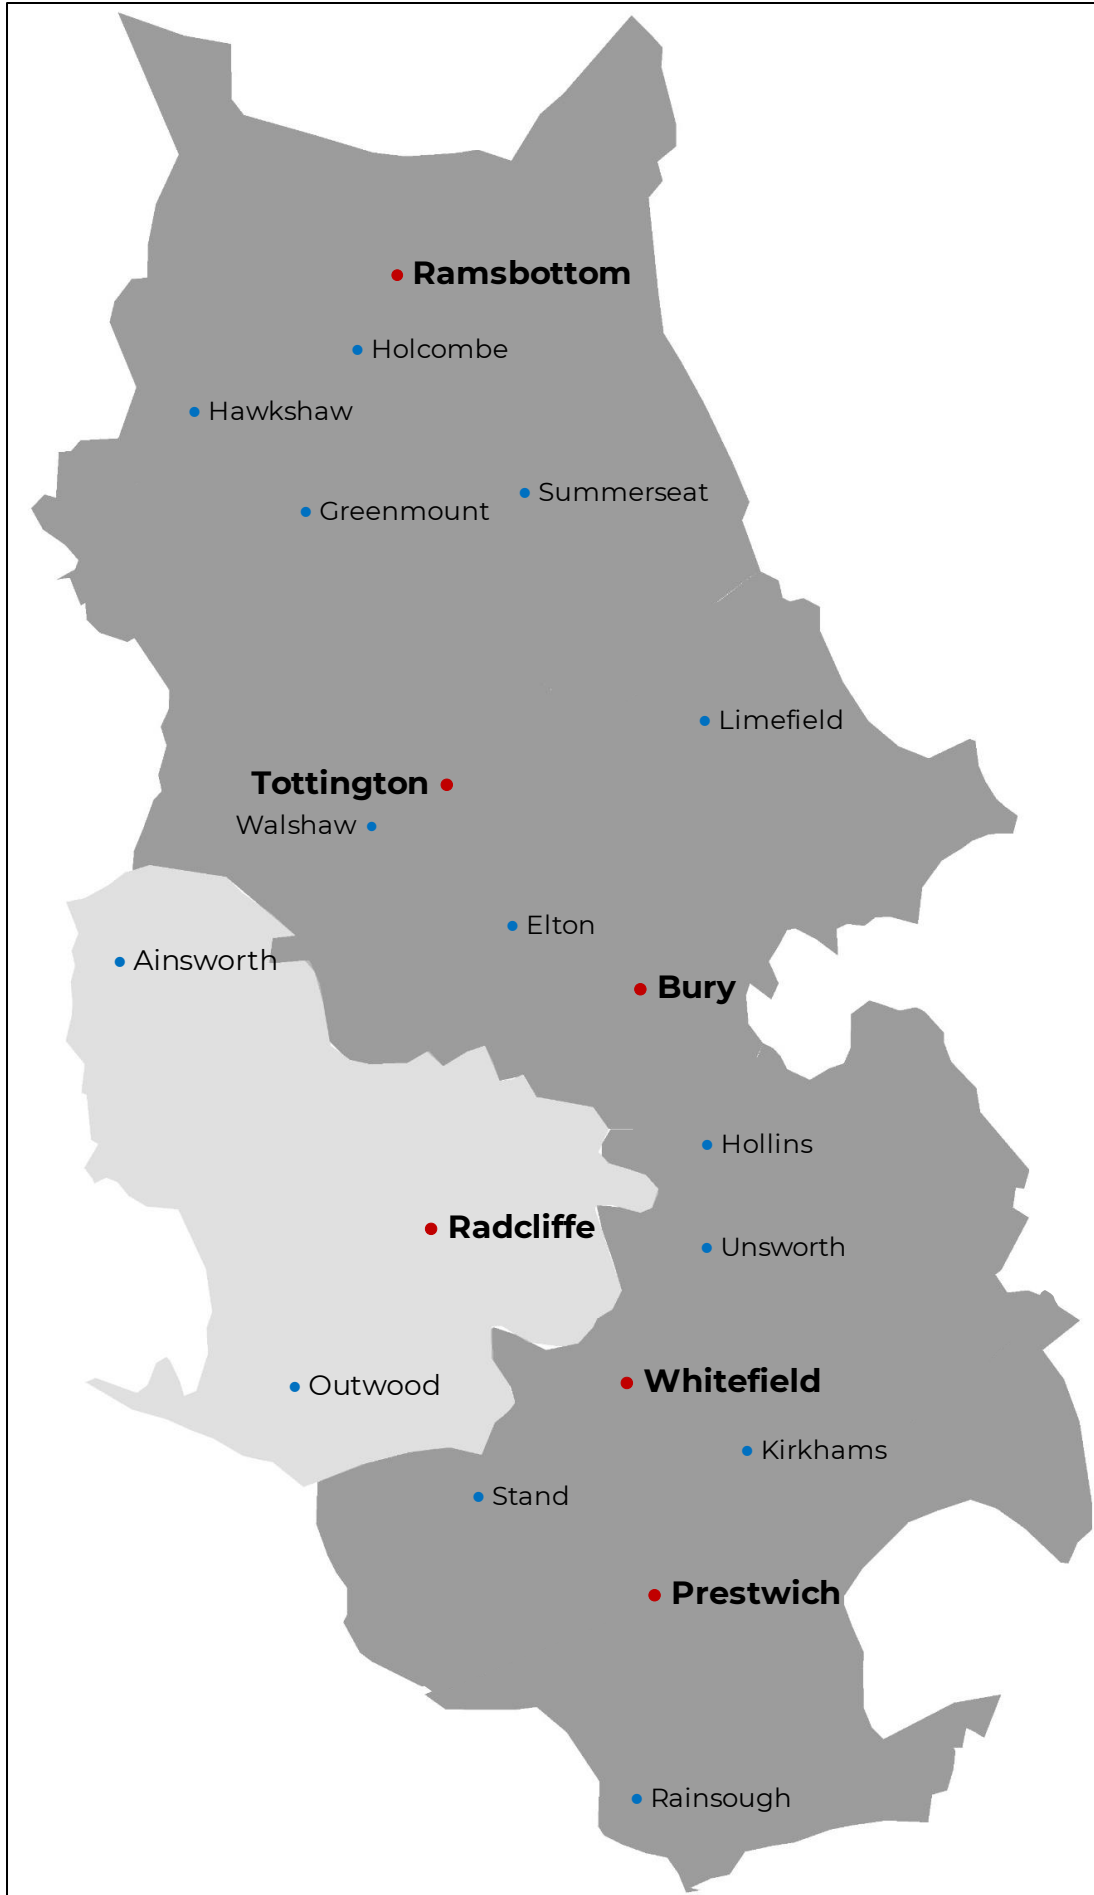 Ramsbottom
Holcombe
Hawkshaw
Summerseat
Greenmount
Limefield
Tottington
Walshaw
Elton
Ainsworth
Bury
Hollins
Radcliffe
Unsworth
Whitefield
Outwood
Kirkhams
Stand
Prestwich
Rainsough